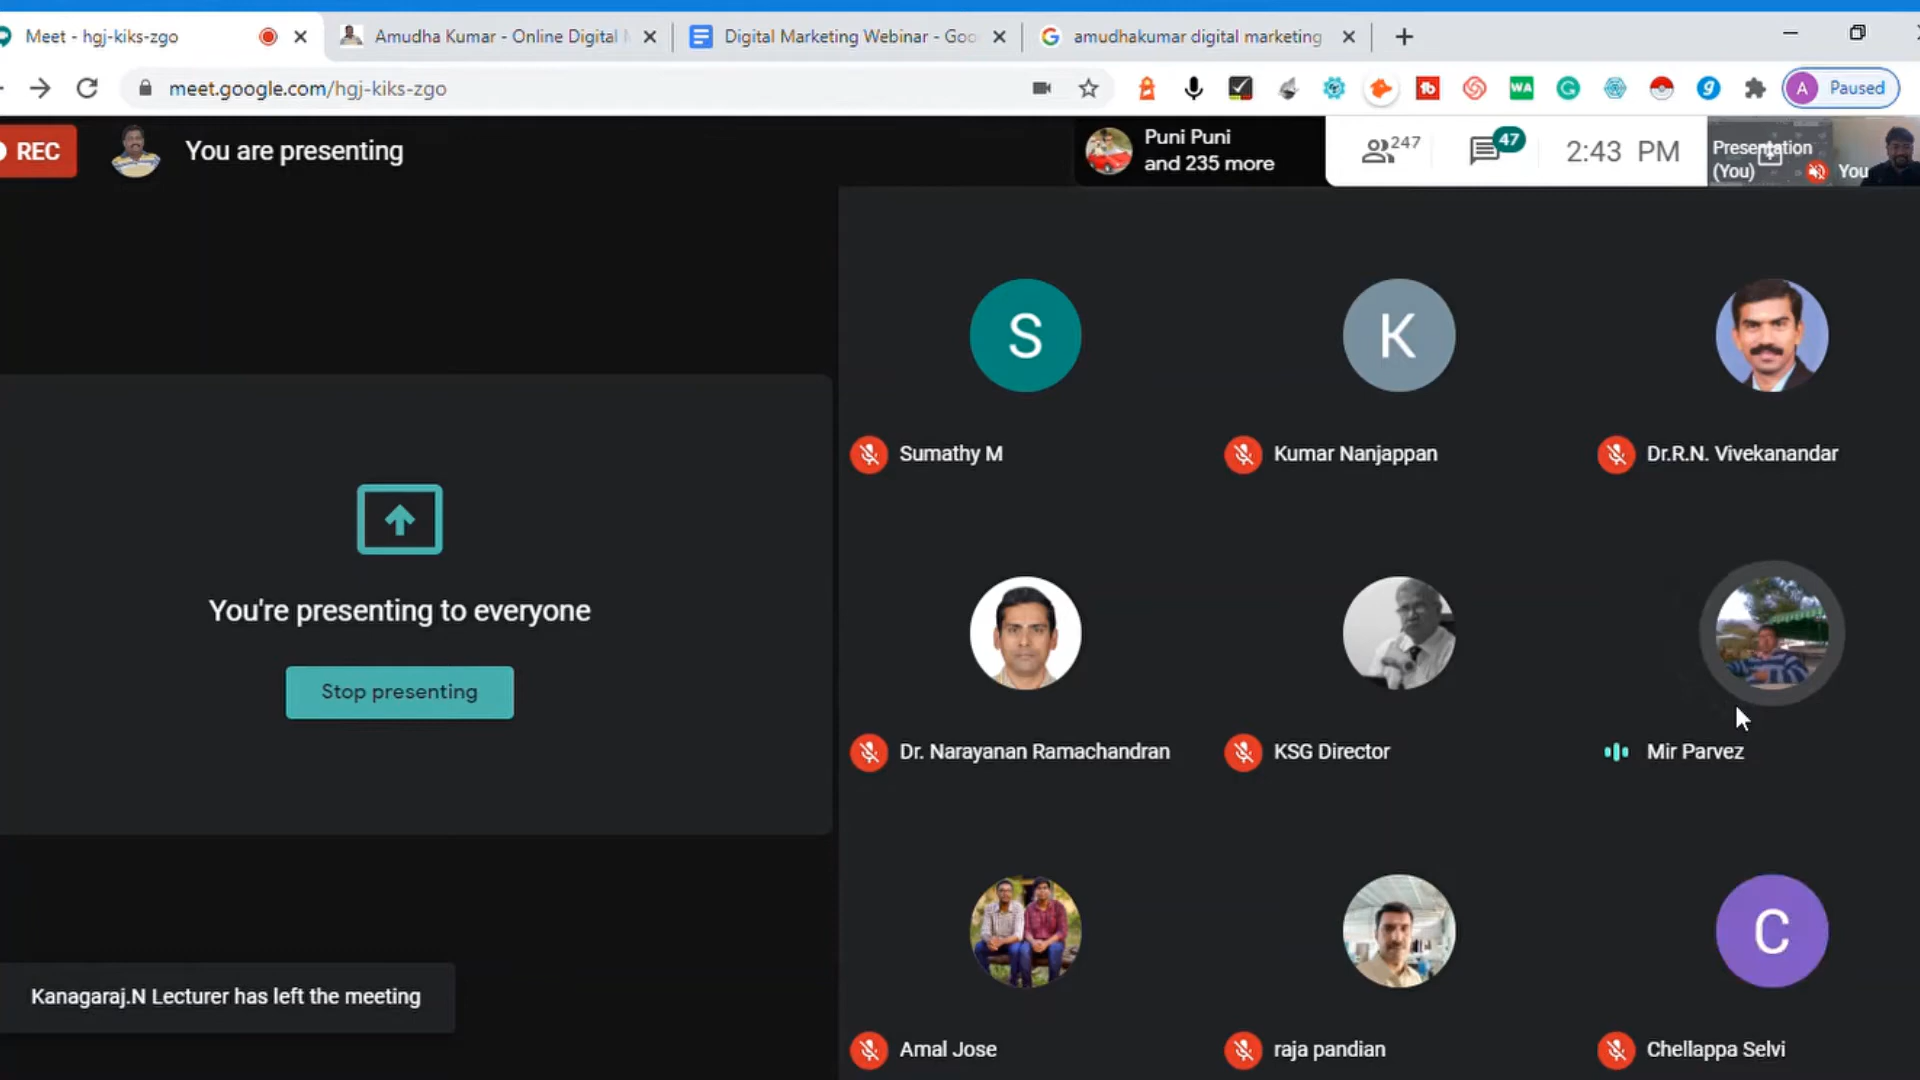 Meet - hgj-kiks-zgo
Amudha Kumar - Online Digital
Digital Marketing Webinar - Goo
amudhakumar digital marketing
meet.google.com/hgj-kiks-zgo
WA
A
Paused
REC
You are presenting
Puni Puni
and 235 more
247
47
2:43 PM
Presentation
(You)
You
S
K
Sumathy M
Kumar Nanjappan
Dr.R.N. Vivekanandar
You're presenting to everyone
Stop presenting
Dr. Narayanan Ramachandran
KSG Director
Mir Parvez
C
Kanagaraj.N Lecturer has left the meeting
Amal Jose
raja pandian
Chellappa Selvi